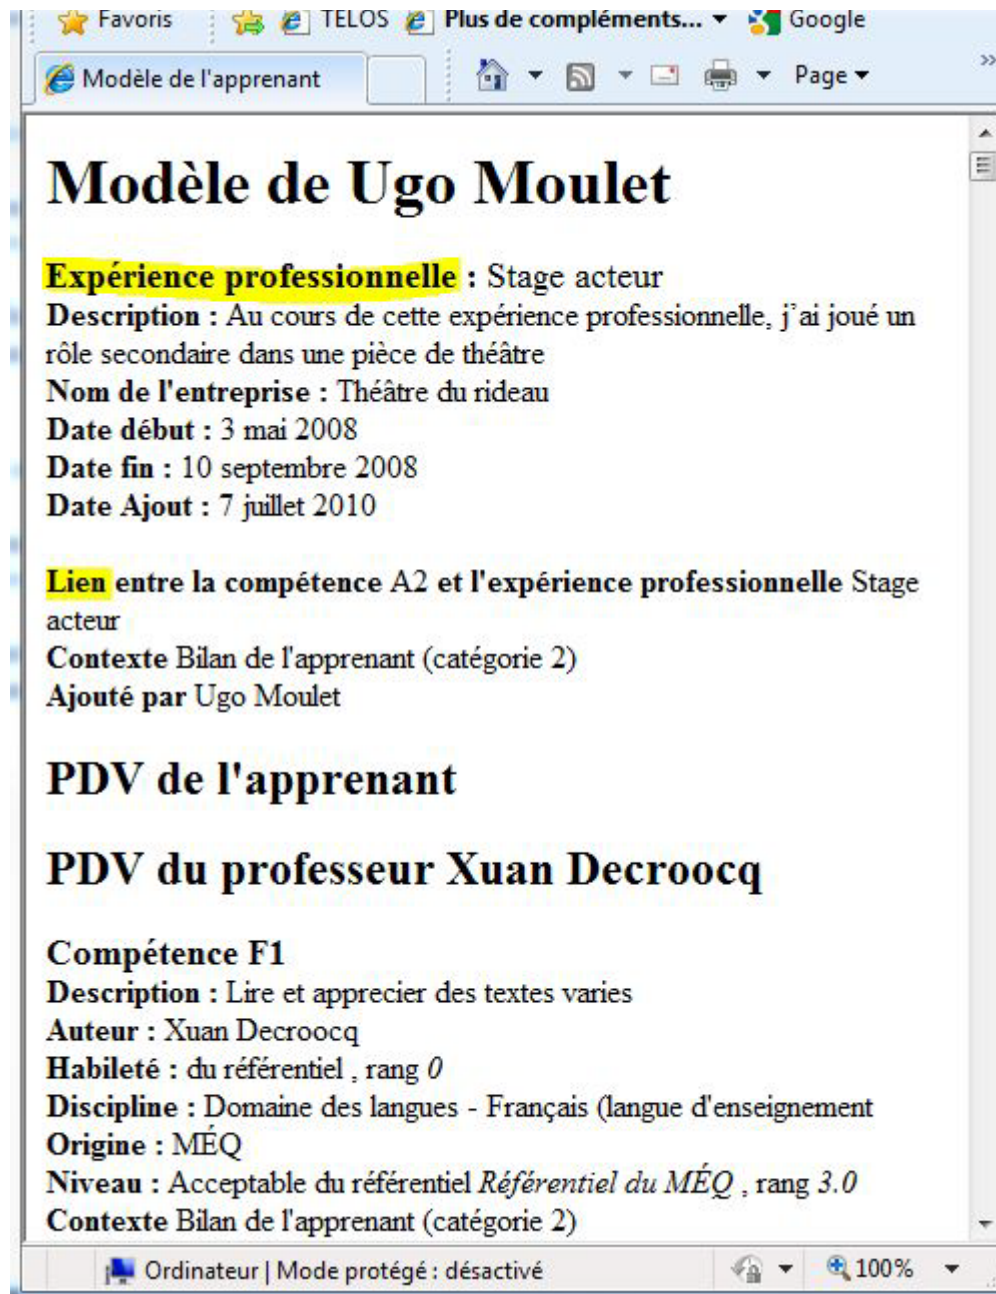 Favoris TELOS Plus de compléments... Google
Modèle de l'apprenant Page
Modèle de Ugo Moulet
Expérience professionnelle : Stage acteur
Description : Au cours de cette expérience professionnelle, j'ai joué un
rôle secondaire dans une pièce de théâtre
Nom de l'entreprise : Théâtre du rideau
Date début : 3 mai 2008
Date fin : 10 septembre 2008
Date Ajout : 7 juillet 2010
Lien entre la compétence A2 et l'expérience professionnelle Stage
acteur
Contexte Bilan de l'apprenant (catégorie 2)
Ajouté par Ugo Moulet
PDV de l'apprenant
PDV du professeur Xuan Decroocq
Compétence F1
Description : Lire et apprecier des textes varies
Auteur : Xuan Decroocq
Habileté : du référentiel , rang 0
Discipline : Domaine des langues - Français (langue d'enseignement
Origine : MÉQ
Niveau : Acceptable du référentiel Référentiel du MÉQ , rang 3.0
Contexte Bilan de l'apprenant (catégorie 2)
Ordinateur | Mode protégé : désactivé 100%